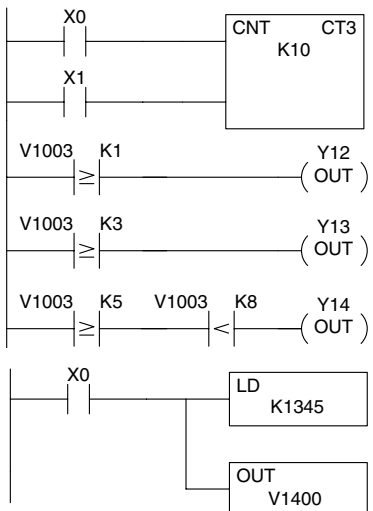 X0
CNT CT3
K10
X1
V1003 K1 Y12
≥ OUT
V1003 K3 Y13
≥ OUT
V1003 K5 V1003 K8 Y14
≥ < OUT
X0
LD
K1345
OUT
V1400